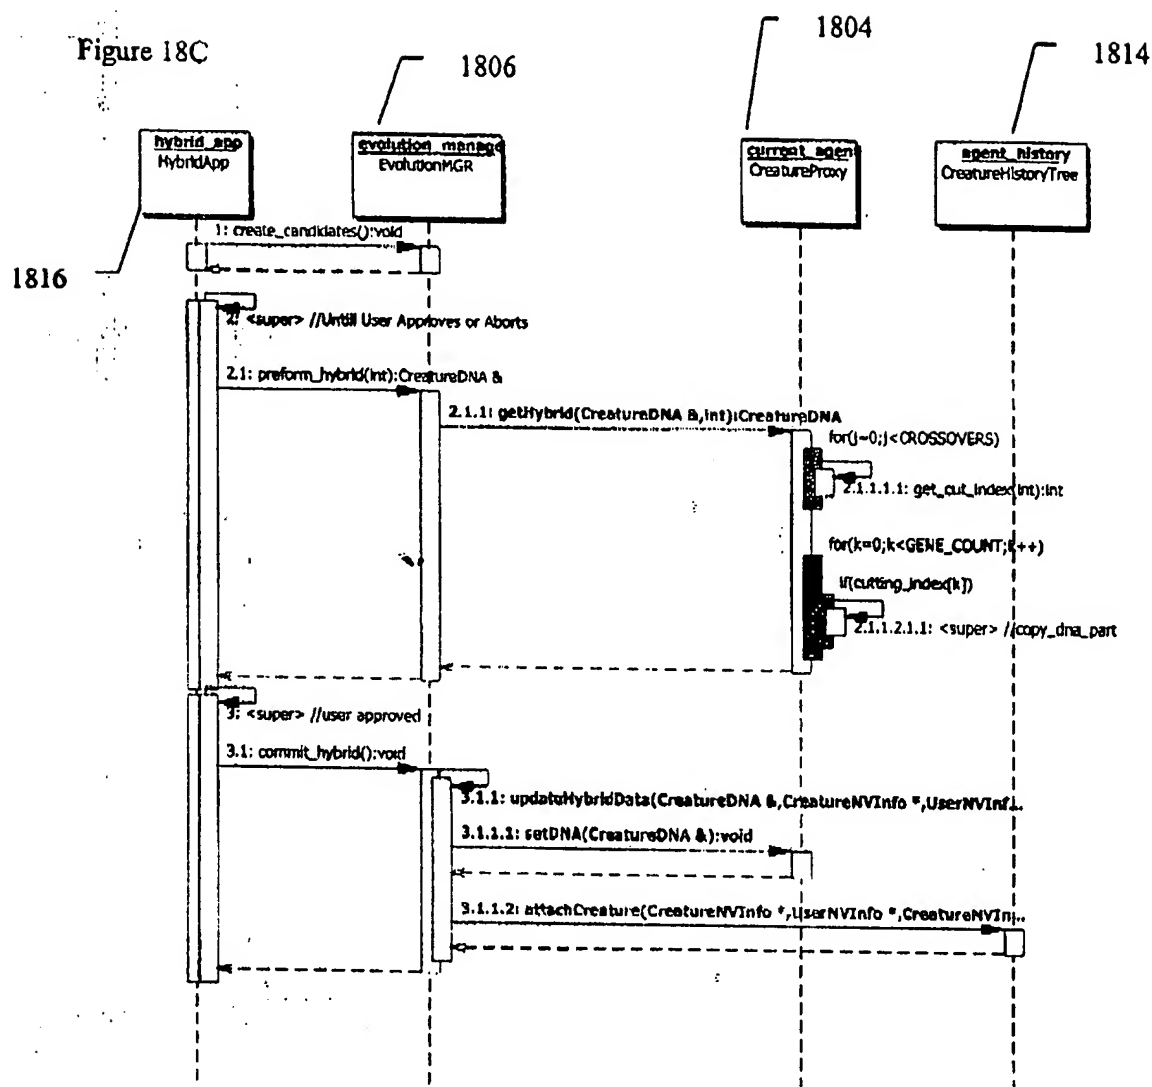 Figure 18C
1806
1804
1814
hybrid_app
HybridApp
evolution_manage
EvolutionMGR
current_agent
CreatureProxy
agent_history
CreatureHistoryTree
1816
1: create_candidates():void
2: <super> //Untill User Approves or Aborts
2.1: preform_hybrid(int):CreatureDNA &
2.1.1: getHybrid(CreatureDNA &,int):CreatureDNA
for(j=0;j<CROSSOVERS)
2.1.1.1.1: get_cut_index(int):int
for(k=0;k<GENE_COUNT;k++)
if(cutting_index[k])
2.1.1.2.1.1: <super> //copy_dna_part
3: <super> //user approved
3.1: commit_hybrid():void
3.1.1: updateHybridData(CreatureDNA &,CreatureNVInfo *,UserNVInf...
3.1.1.1: setDNA(CreatureDNA &):void
3.1.1.2: attachCreature(CreatureNVInfo *,UserNVInfo *,CreatureNVIn...